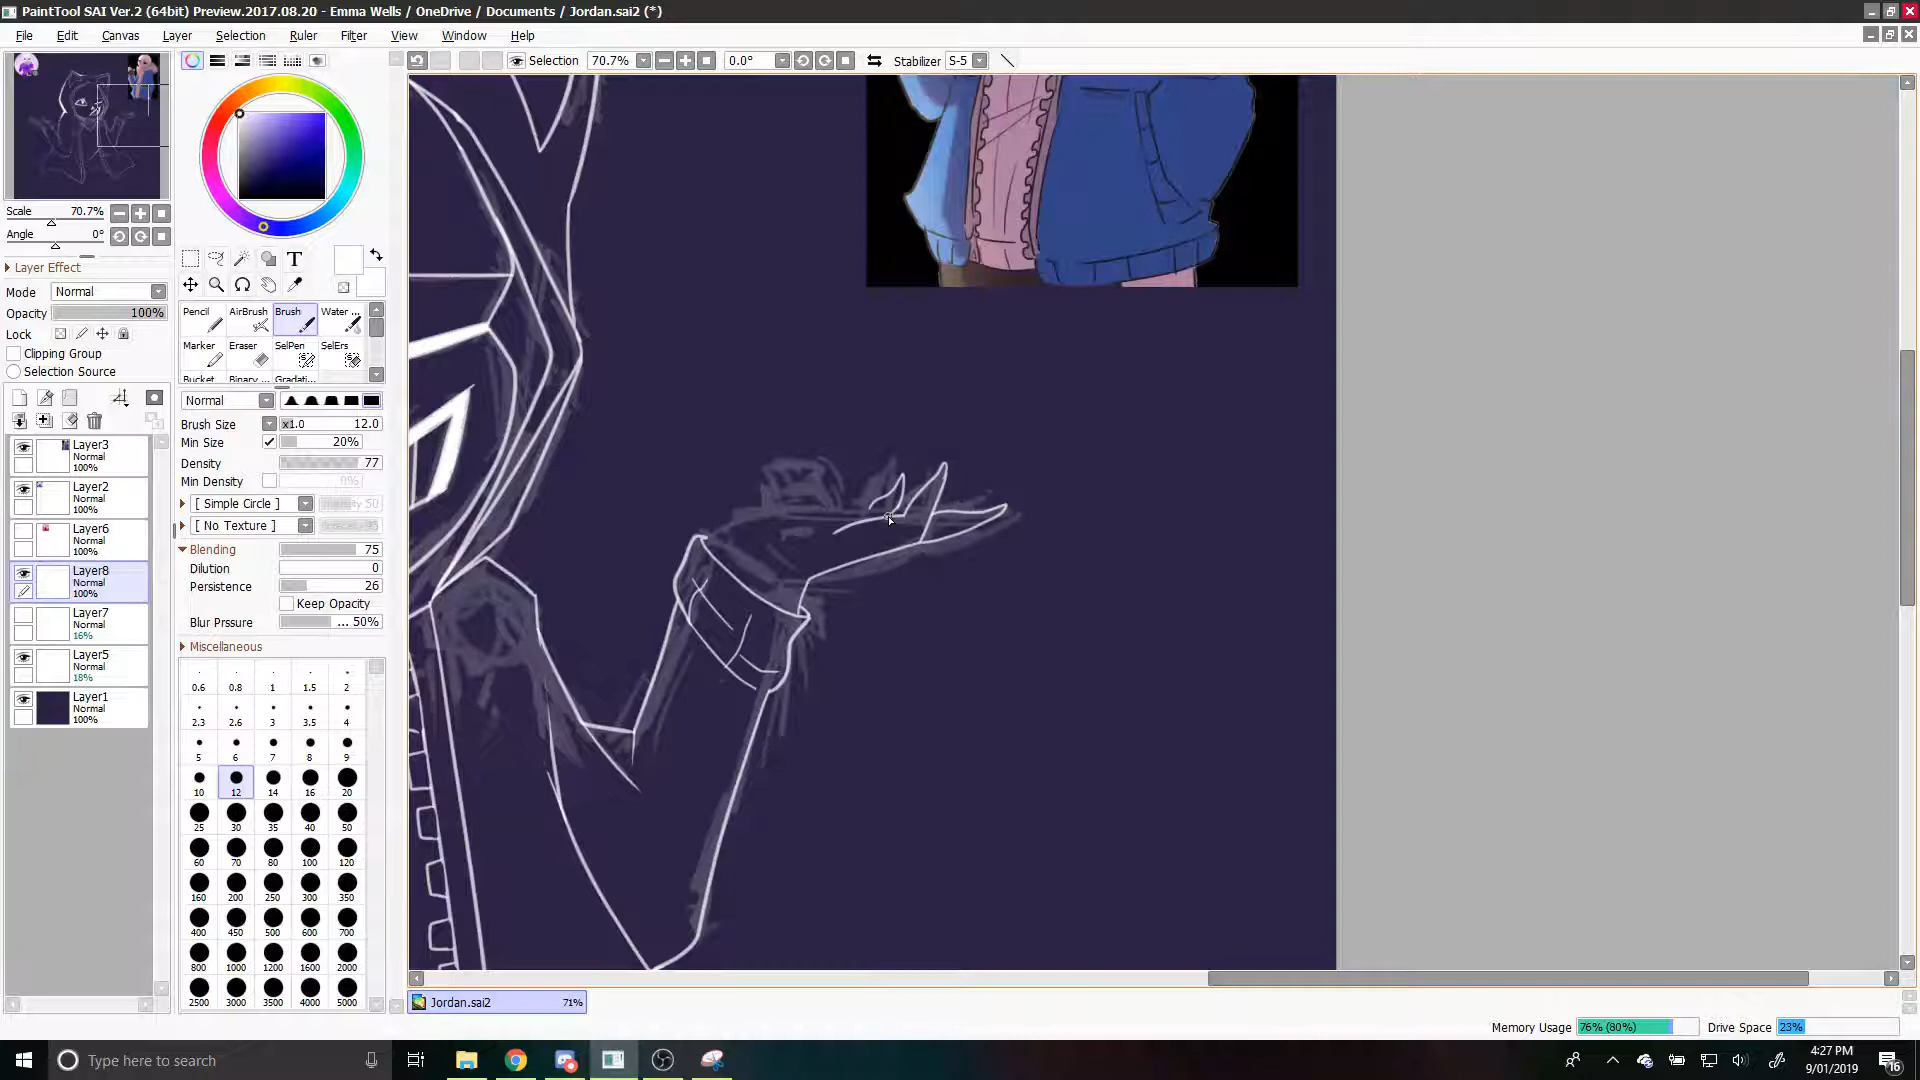 PaintTool SAI Ver.2 (64bit) Preview.2017.08.20 - Emma Wells / OneDrive / Documents / Jordan.sai2 (*)
File Edit Canvas Layer Selection Ruler Filter View Window Help
Selection 70.7% 0.0° Stabilizer S-5
Scale 70.7%
Angle 0°
Layer Effect
Mode Normal
Opacity 100%
Lock
Clipping Group
Selection Source
Layer3
Normal
100%
Layer2
Normal
100%
Layer6
Normal
100%
Layer8
Normal
100%
Layer7
Normal
16%
Layer5
Normal
18%
Layer1
Normal
100%
T
Pencil AirBrush Brush Water ...
Marker Eraser SelPen SelErs
Bucket Binary ... Gradati...
Normal
Brush Size x1.0 12.0
Min Size 20%
Density 77
Min Density 0%
[ Simple Circle ] 50
[ No Texture ] 95
Blending 75
Dilution 0
Persistence 26
Keep Opacity
Blur Prssure ... 50%
Miscellaneous
0.6 0.8 1 1.5 2
2.3 2.6 3 3.5 4
5 6 7 8 9
10 12 14 16 20
25 30 35 40 50
60 70 80 100 120
160 200 250 300 350
400 450 500 600 700
800 1000 1200 1600 2000
2500 3000 3500 4000 5000
Jordan.sai2 71%
Memory Usage 76% (80%) Drive Space 23%
Type here to search
4:27 PM
9/01/2019
16